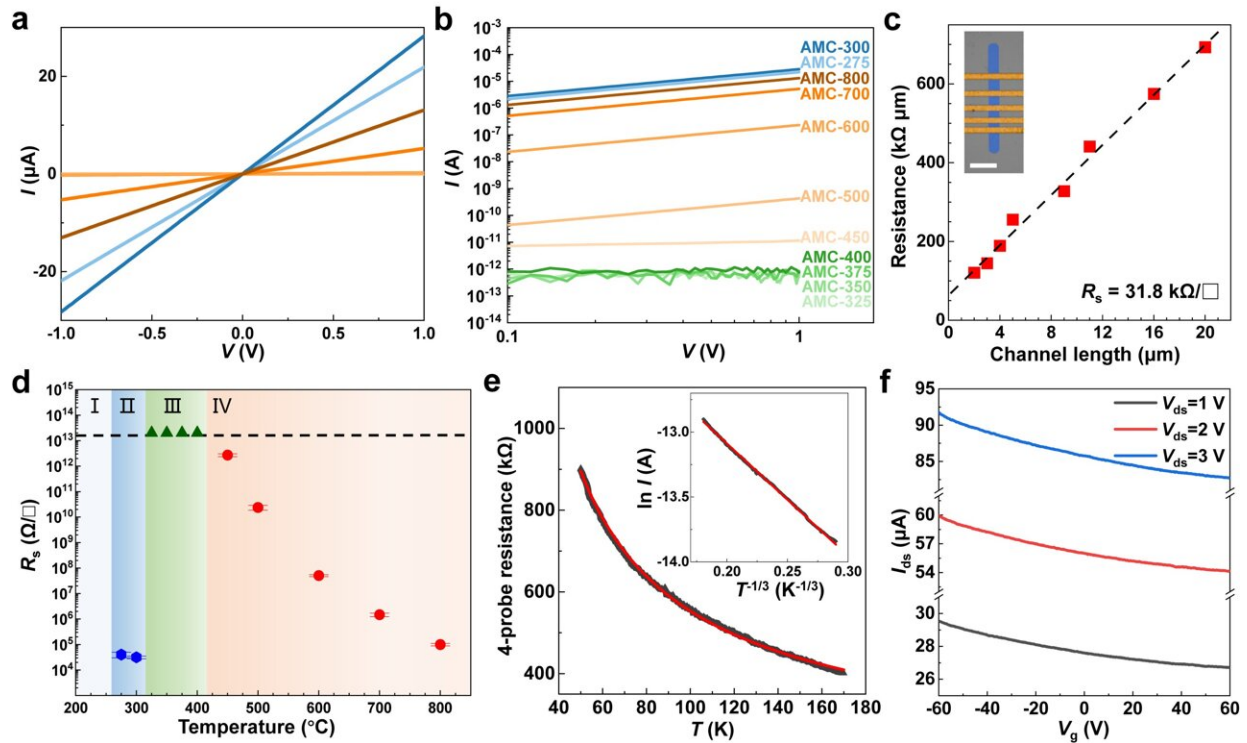 a
20
0
-20
I (µA)
-1.0 -0.5 0.0 0.5 1.0
V (V)
b
10⁻³
10⁻⁴
10⁻⁵
10⁻⁶
10⁻⁷
10⁻⁸
10⁻⁹
10⁻¹⁰
10⁻¹¹
10⁻¹²
10⁻¹³
10⁻¹⁴
I (A)
AMC-300
AMC-275
AMC-800
AMC-700
AMC-600
AMC-500
AMC-450
AMC-400
AMC-375
AMC-350
AMC-325
0.1 1
V (V)
c
600
400
200
0
Resistance (kΩ µm)
Rₛ = 31.8 kΩ/□
0 4 8 12 16 20
Channel length (µm)
d
10¹⁵
10¹⁴
10¹³
10¹²
10¹¹
10¹⁰
10⁹
10⁸
10⁷
10⁶
10⁵
10⁴
Rₛ (Ω/□)
I II III IV
200 300 400 500 600 700 800
Temperature (°C)
e
1000
800
600
400
4-probe resistance (kΩ)
40 60 80 100 120 140 160 180
T (K)
-13.0
-13.5
-14.0
ln I (A)
0.20 0.25 0.30
T⁻¹/³ (K⁻¹/³)
f
95
90
85
60
57
54
30
28
26
I_ds (µA)
V_ds=1 V
V_ds=2 V
V_ds=3 V
-60 -40 -20 0 20 40 60
V_g (V)